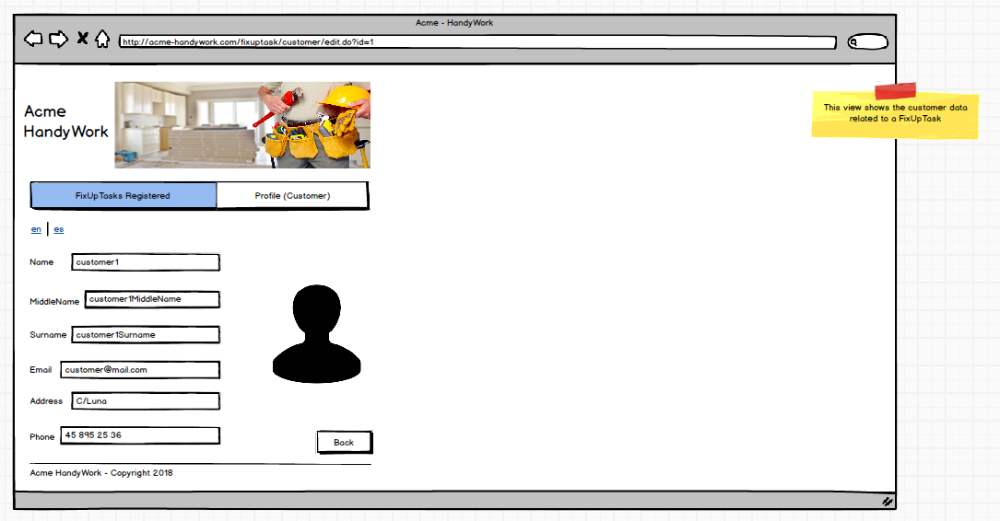 Acme - HandyWork
http://acme-handywork.com/fixuptask/customer/edit.do?id=1
This view shows the customer data
related to a FixUpTask
Acme
HandyWork
FixUpTasks Registered
Profile (Customer)
en | es
Name customer1
MiddleName customer1MiddleName
Surname customer1Surname
Email customer@mail.com
Address C/Luna
Phone 45 895 25 36
Back
Acme HandyWork - Copyright 2018